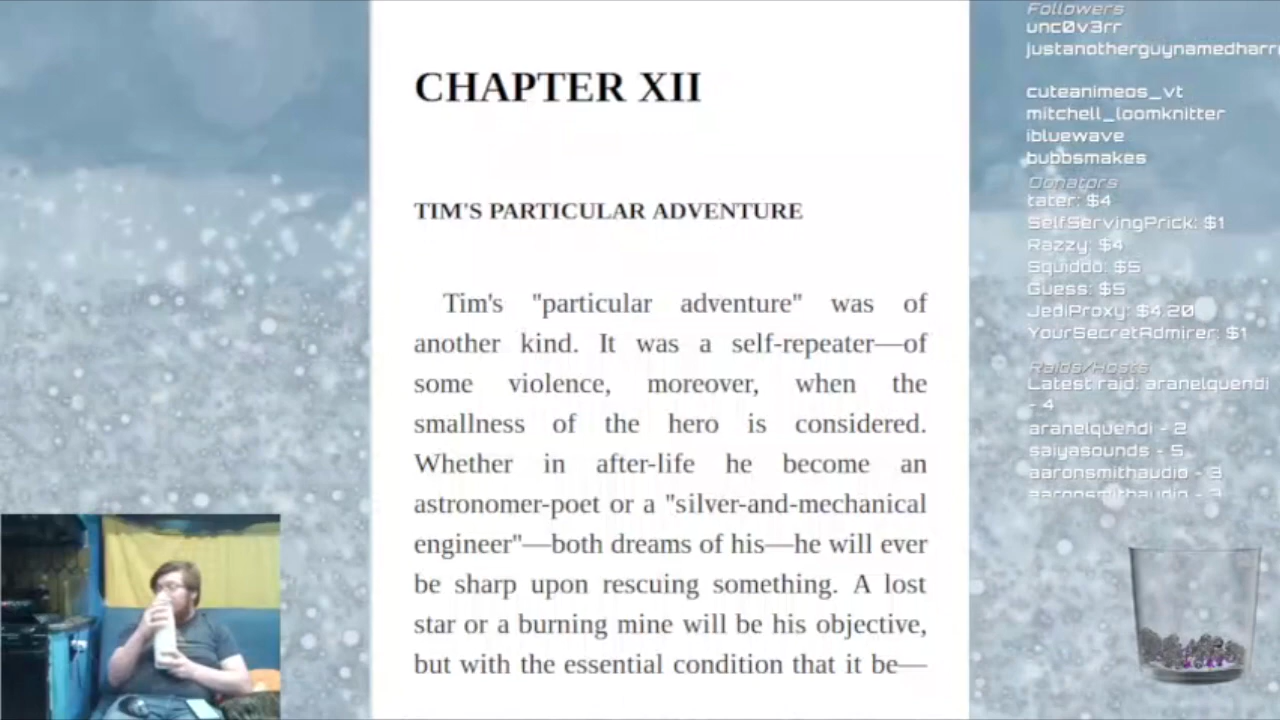 CHAPTER XII
TIM'S PARTICULAR ADVENTURE
Tim's "particular adventure" was of
another kind. It was a self-repeater—of
some violence, moreover, when the
smallness of the hero is considered.
Whether in after-life he become an
astronomer-poet or a "silver-and-mechanical
engineer"—both dreams of his—he will ever
be sharp upon rescuing something. A lost
star or a burning mine will be his objective,
but with the essential condition that it be—
Followers
unc0v3rr
justanotherguynamedharr
cuteanimeos_vt
mitchell_loomknitter
ibluewave
bubbsmakes
Donators
tater: $4
SelfServingPrick: $1
Razzy: $4
Squiddo: $5
Guess: $5
JediProxy: $4.20
YourSecretAdmirer: $1
Raids/Hosts
Latest raid: aranelquendi
- 4
aranelquendi - 2
saiyasounds - 5
aaronsmithaudio - 3
aaronsmithaudio - 3